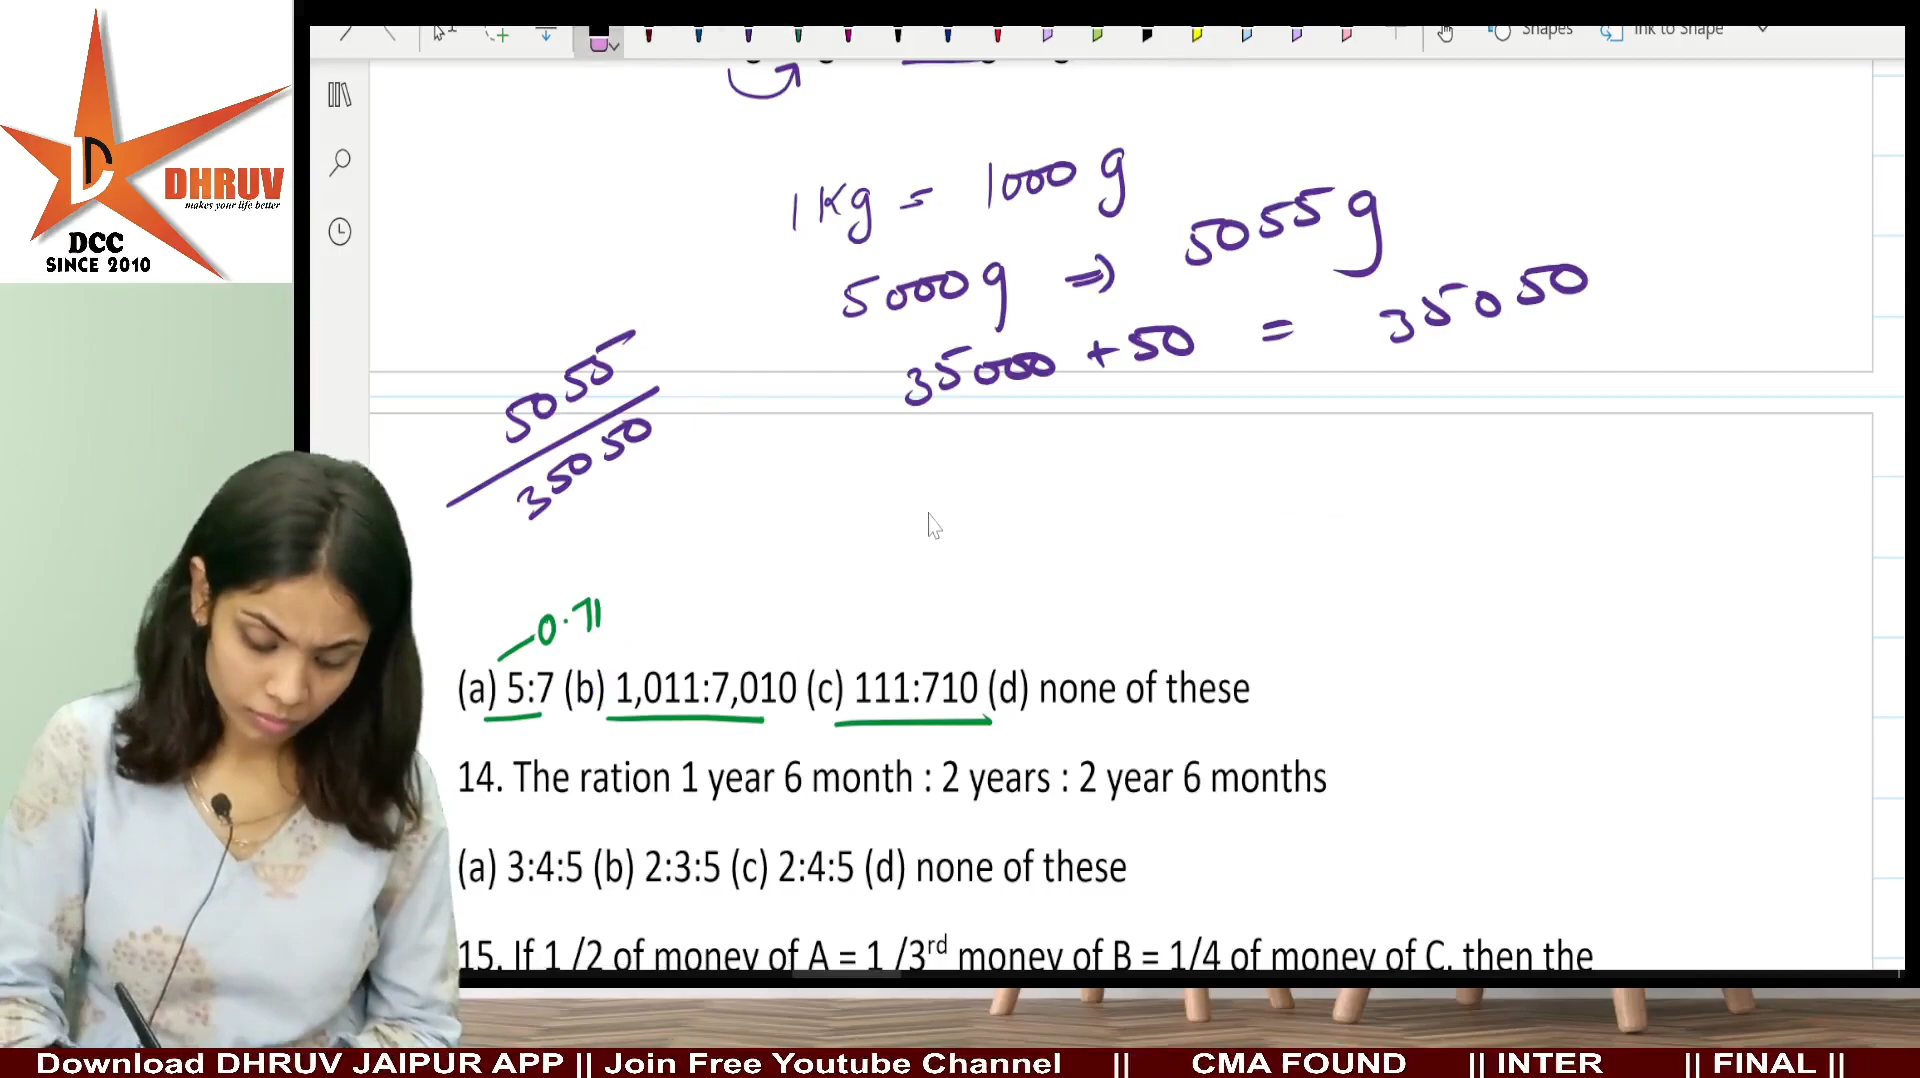 DHRUV
makes your life better
DCC
SINCE 2010
Shapes
Ink to Shape
1 Kg = 1000 g
5000g ⇒ 5055 g
35000 + 50 = 35050
5055
35050
0.71
(a) 5:7 (b) 1,011:7,010 (c) 111:710 (d) none of these
14. The ration 1 year 6 month : 2 years : 2 year 6 months
(a) 3:4:5 (b) 2:3:5 (c) 2:4:5 (d) none of these
15. If 1 /2 of money of A = 1 /3rd money of B = 1/4 of money of C, then the
Download DHRUV JAIPUR APP || Join Free Youtube Channel || CMA FOUND || INTER || FINAL ||